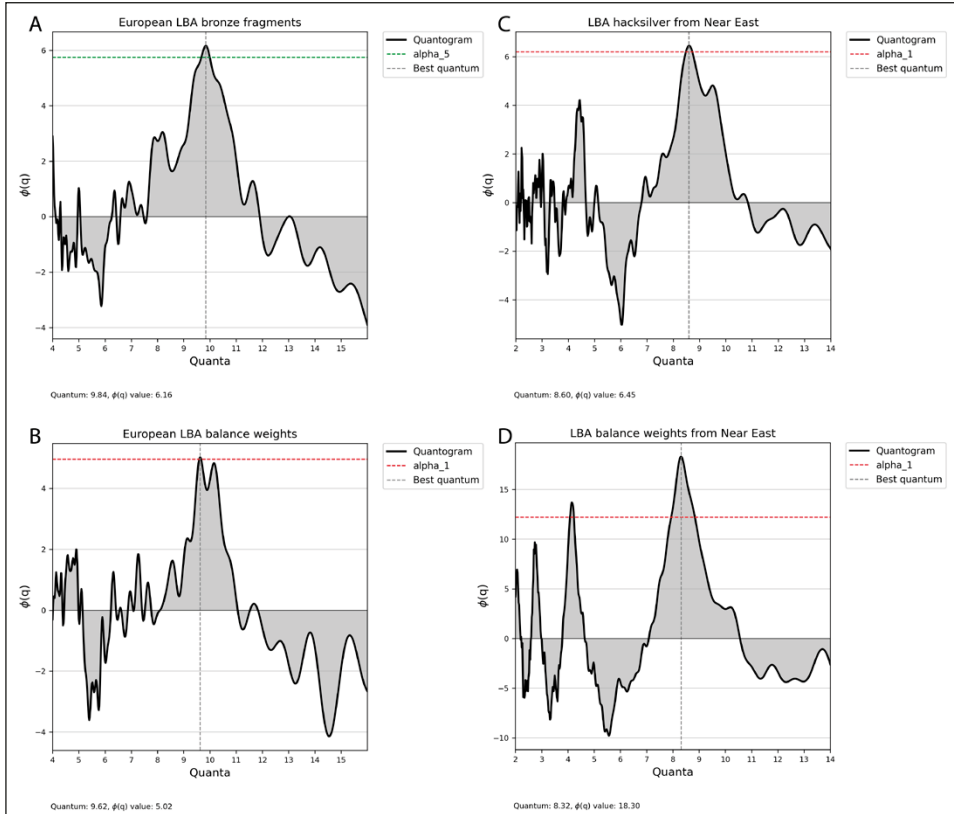 A
European LBA bronze fragments
6
4
2
0
−2
−4
ϕ(q)
4 5 6 7 8 9 10 11 12 13 14 15
Quanta
Quantogram
alpha_5
Best quantum
Quantum: 9.84, ϕ(q) value: 6.16
C
LBA hacksilver from Near East
6
4
2
0
−2
−4
ϕ(q)
2 3 4 5 6 7 8 9 10 11 12 13 14
Quanta
Quantogram
alpha_1
Best quantum
Quantum: 8.60, ϕ(q) value: 6.45
B
European LBA balance weights
4
2
0
−2
−4
ϕ(q)
4 5 6 7 8 9 10 11 12 13 14 15
Quanta
Quantogram
alpha_1
Best quantum
Quantum: 9.62, ϕ(q) value: 5.02
D
LBA balance weights from Near East
15
10
5
0
−5
−10
ϕ(q)
2 3 4 5 6 7 8 9 10 11 12 13 14
Quanta
Quantogram
alpha_1
Best quantum
Quantum: 8.32, ϕ(q) value: 18.30